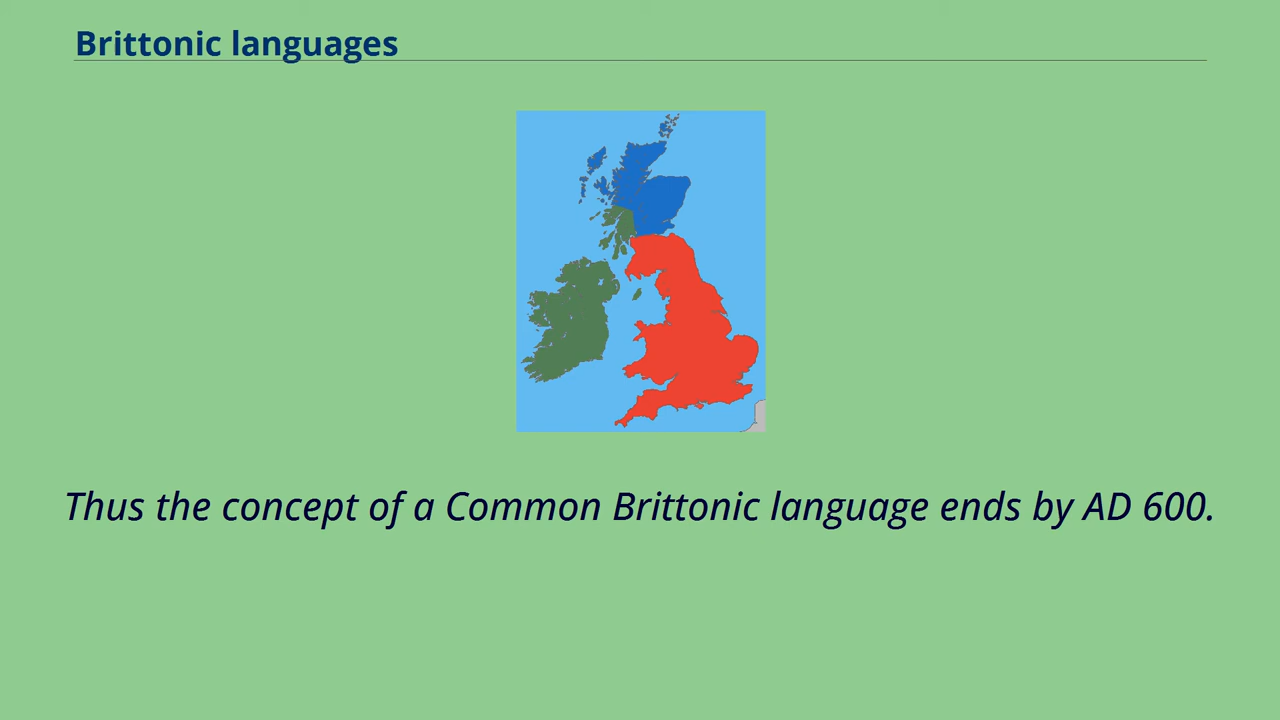 Brittonic languages
Thus the concept of a Common Brittonic language ends by AD 600.